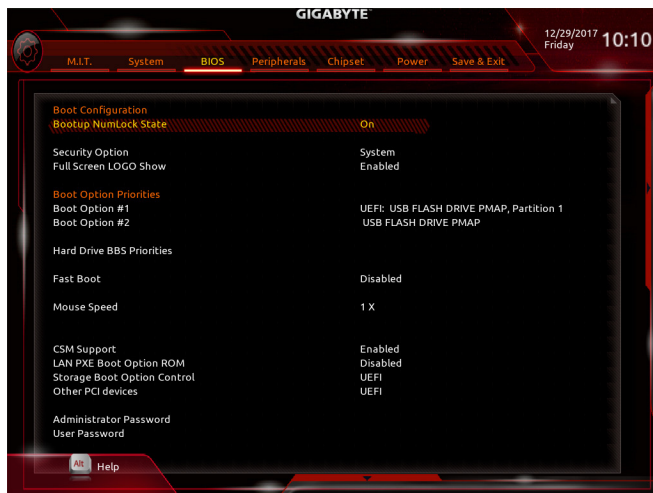 GIGABYTE™
12/29/2017 10:10
Friday
M.I.T. System BIOS Peripherals Chipset Power Save & Exit
Boot Configuration
Bootup NumLock State On
Security Option System
Full Screen LOGO Show Enabled
Boot Option Priorities
Boot Option #1 UEFI: USB FLASH DRIVE PMAP, Partition 1
Boot Option #2 USB FLASH DRIVE PMAP
Hard Drive BBS Priorities
Fast Boot Disabled
Mouse Speed 1 X
CSM Support Enabled
LAN PXE Boot Option ROM Disabled
Storage Boot Option Control UEFI
Other PCI devices UEFI
Administrator Password
User Password
Alt Help